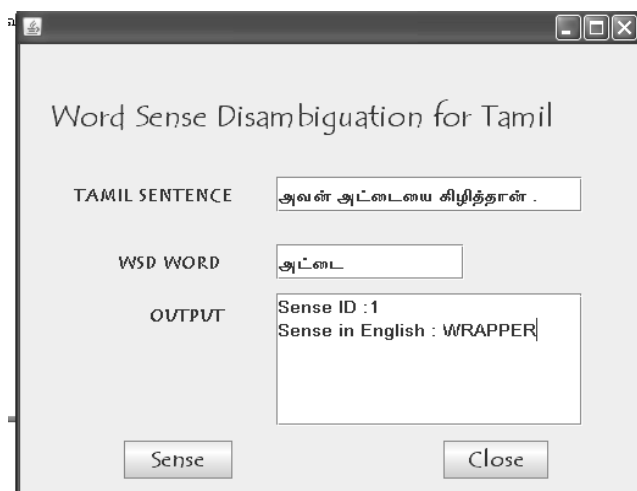 Word Sense Disambiguation for Tamil
TAMIL SENTENCE
அவன் அட்டையை கிழித்தான் .
WSD WORD
அட்டை
OUTPUT
Sense ID :1
Sense in English : WRAPPER
Sense
Close